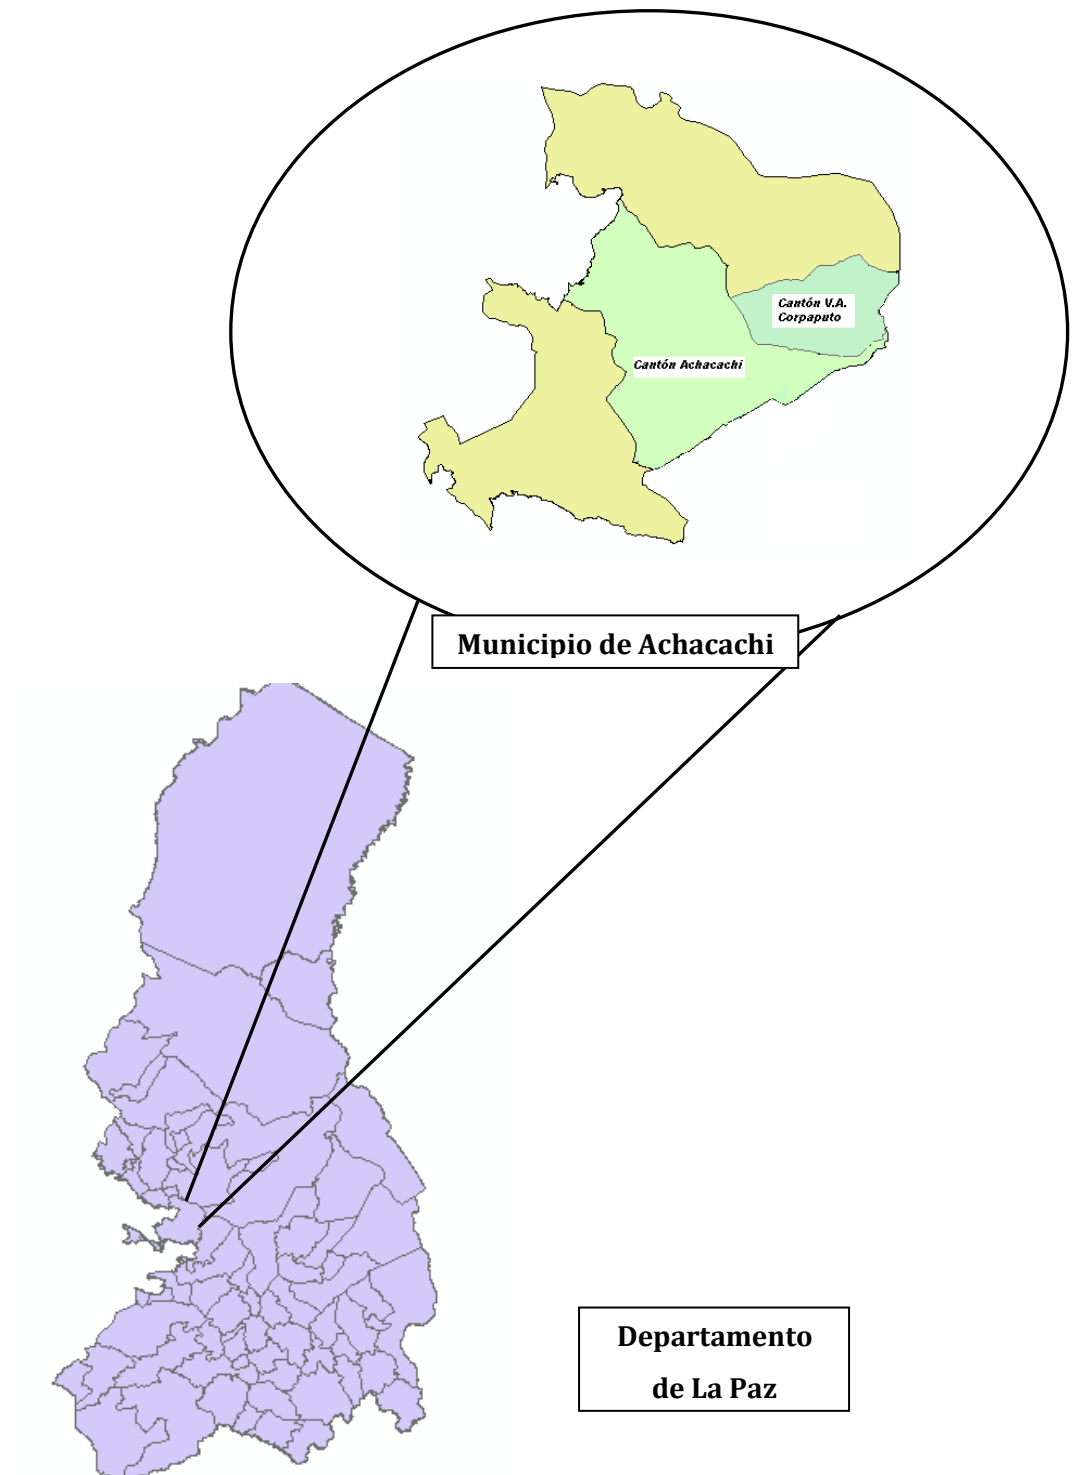 Cantón V.A.
Corpaputo
Cantón Achacachi
Municipio de Achacachi
Departamento
de La Paz